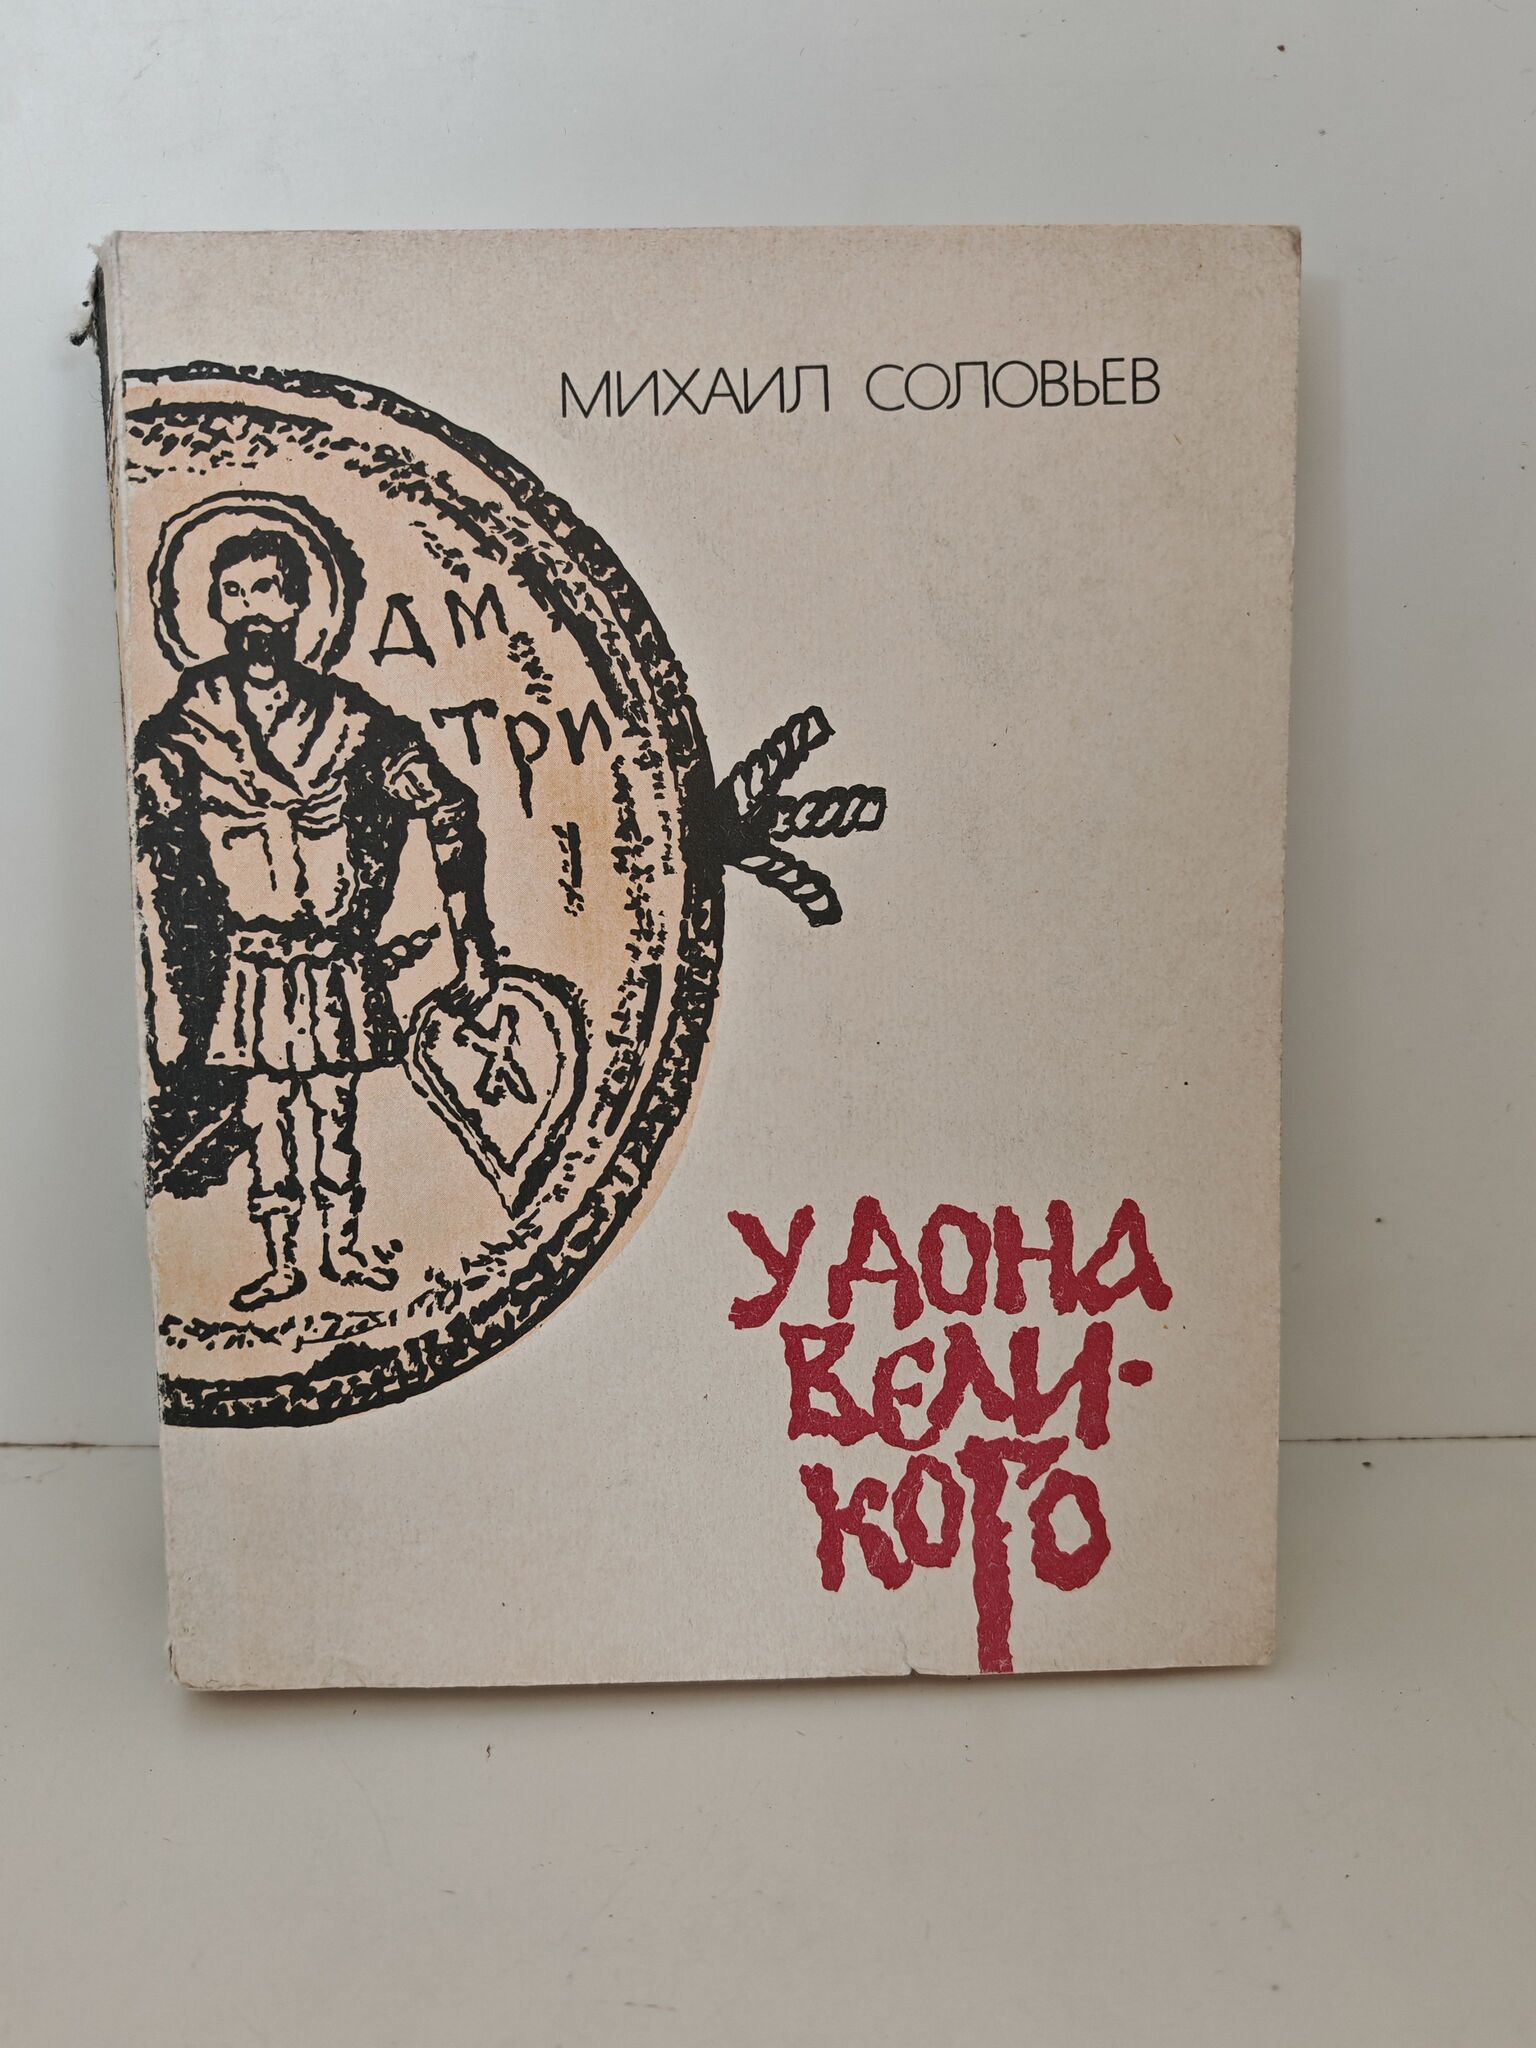 МИХАИЛ СОЛОВЬЕВ
ДМ
ТРИ
У ДОНА
ВЕЛИ-
КОГО